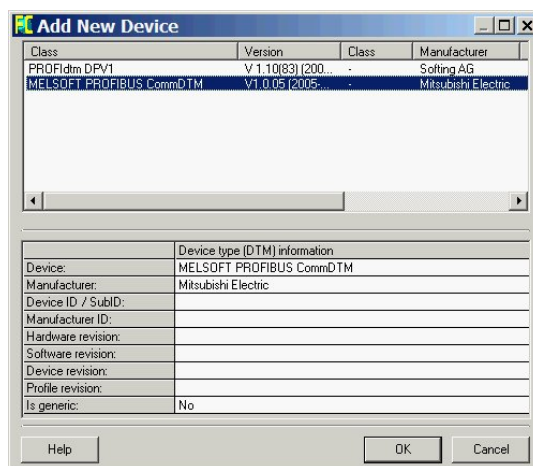 FC Add New Device
Class Version Class Manufacturer
PROFIdtm DPV1 V 1.10(83) (200... - Softing AG
MELSOFT PROFIBUS CommDTM V1.0.05 (2005-... - Mitsubishi Electric
Device type (DTM) information
Device: MELSOFT PROFIBUS CommDTM
Manufacturer: Mitsubishi Electric
Device ID / SubID:
Manufacturer ID:
Hardware revision:
Software revision:
Device revision:
Profile revision:
Is generic: No
Help OK Cancel